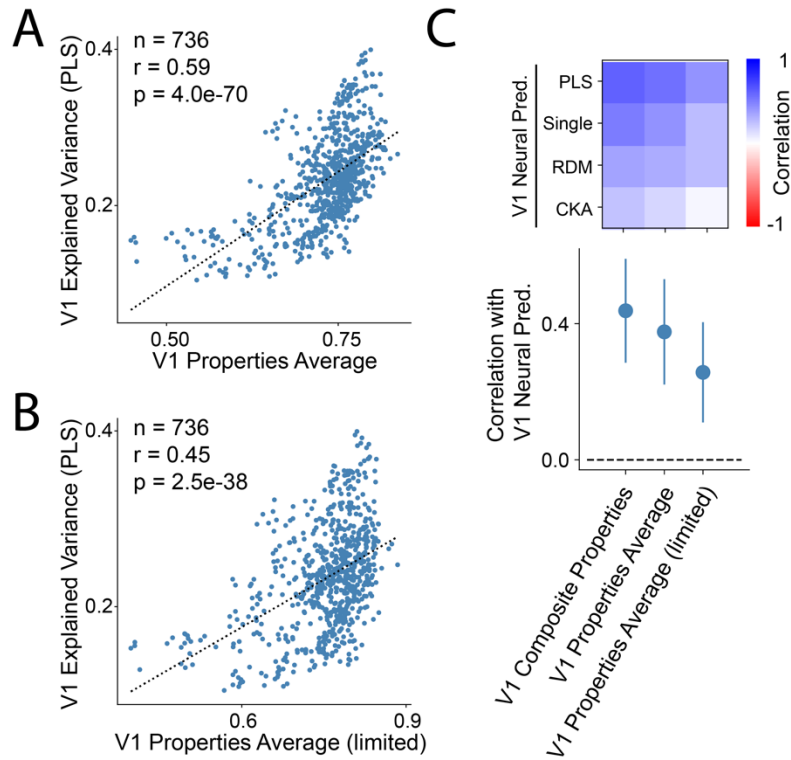 A
0.4
0.2
0.50
0.75
V1 Explained Variance (PLS)
V1 Properties Average
n = 736
r = 0.59
p = 4.0e-70
B
0.4
0.2
0.6
0.9
V1 Explained Variance (PLS)
V1 Properties Average (limited)
n = 736
r = 0.45
p = 2.5e-38
C
V1 Neural Pred.
PLS
Single
RDM
CKA
1
-1
Correlation
Correlation with
V1 Neural Pred.
0.4
0.0
V1 Composite Properties
V1 Properties Average
V1 Properties Average (limited)